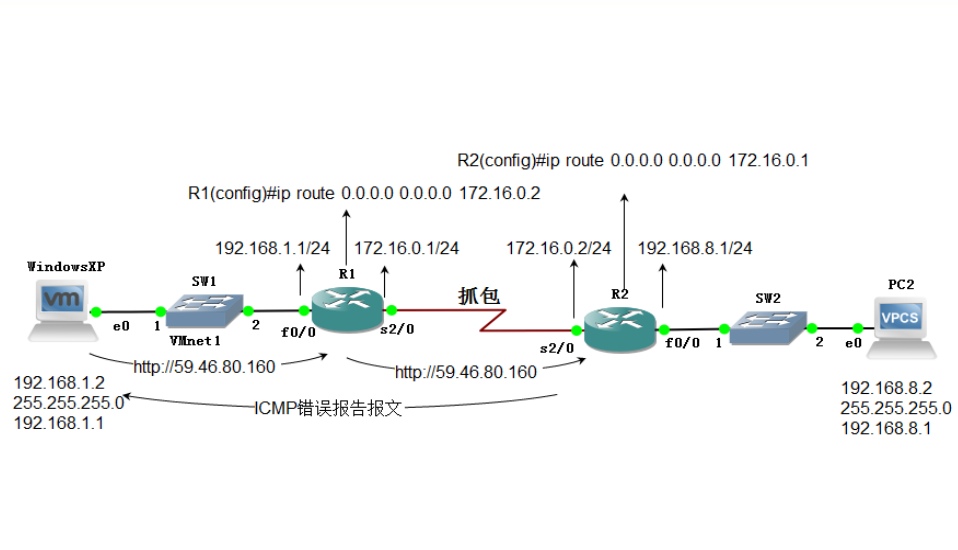 R2(config)#ip route 0.0.0.0 0.0.0.0 172.16.0.1
R1(config)#ip route 0.0.0.0 0.0.0.0 172.16.0.2
192.168.1.1/24
172.16.0.1/24
172.16.0.2/24
192.168.8.1/24
WindowsXP
vm
SW1
R1
抓包
R2
SW2
PC2
VPCS
e0
1
VMnet1
2
f0/0
s2/0
s2/0
f0/0
1
2
e0
http://59.46.80.160
http://59.46.80.160
192.168.1.2
255.255.255.0
192.168.1.1
ICMP错误报告报文
192.168.8.2
255.255.255.0
192.168.8.1